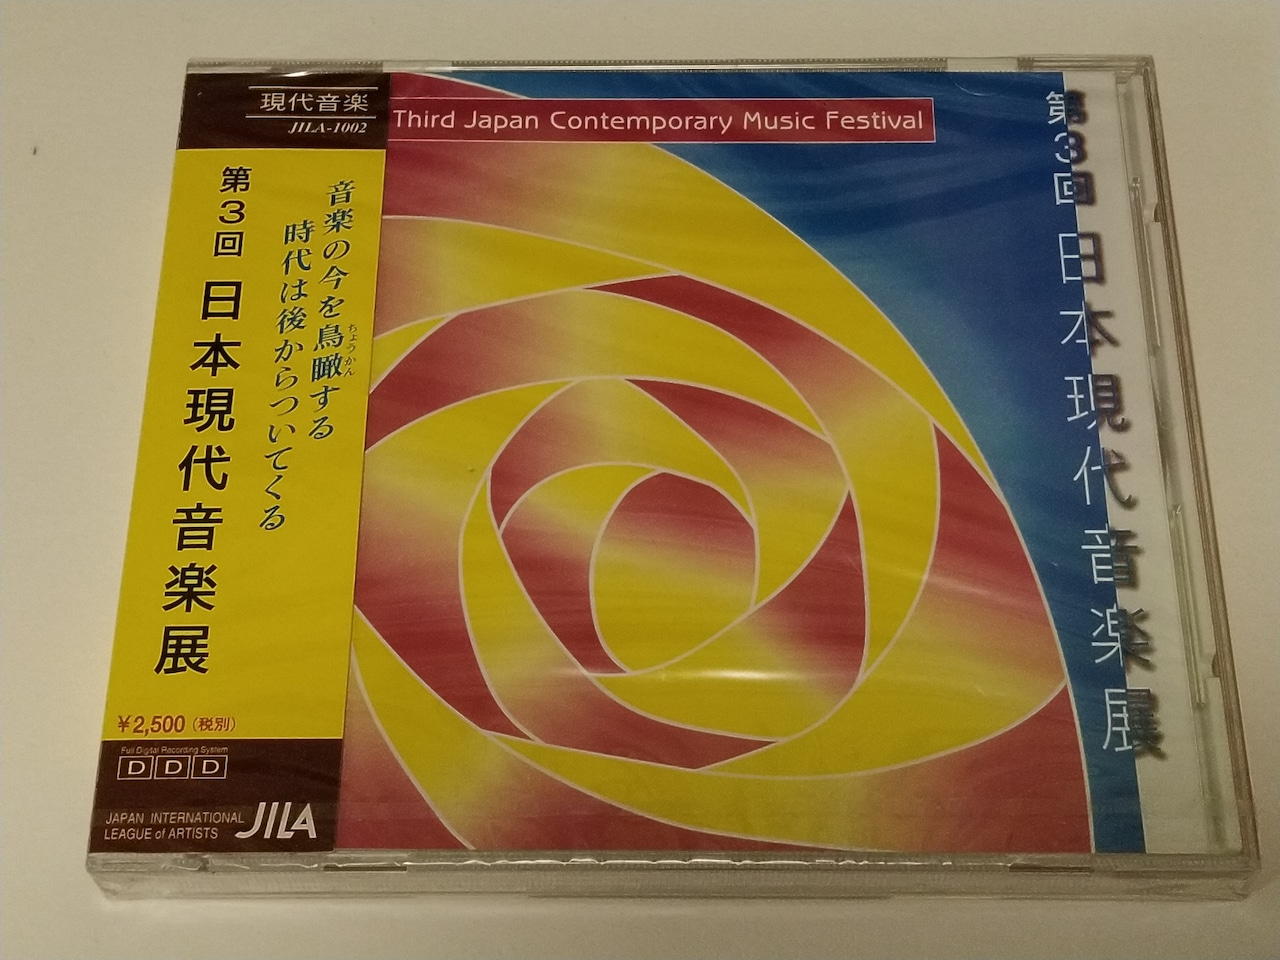 現代音楽
JILA-1002
Third Japan Contemporary Music Festival
第3回 日本現代音楽展
音楽の今を鳥瞰する
ちょうかん
時代は後からついてくる
第3回 日本現代音楽展
¥2,500(税別)
Full Digital Recording System
DDD
JAPAN INTERNATIONAL
LEAGUE of ARTISTS
JILA